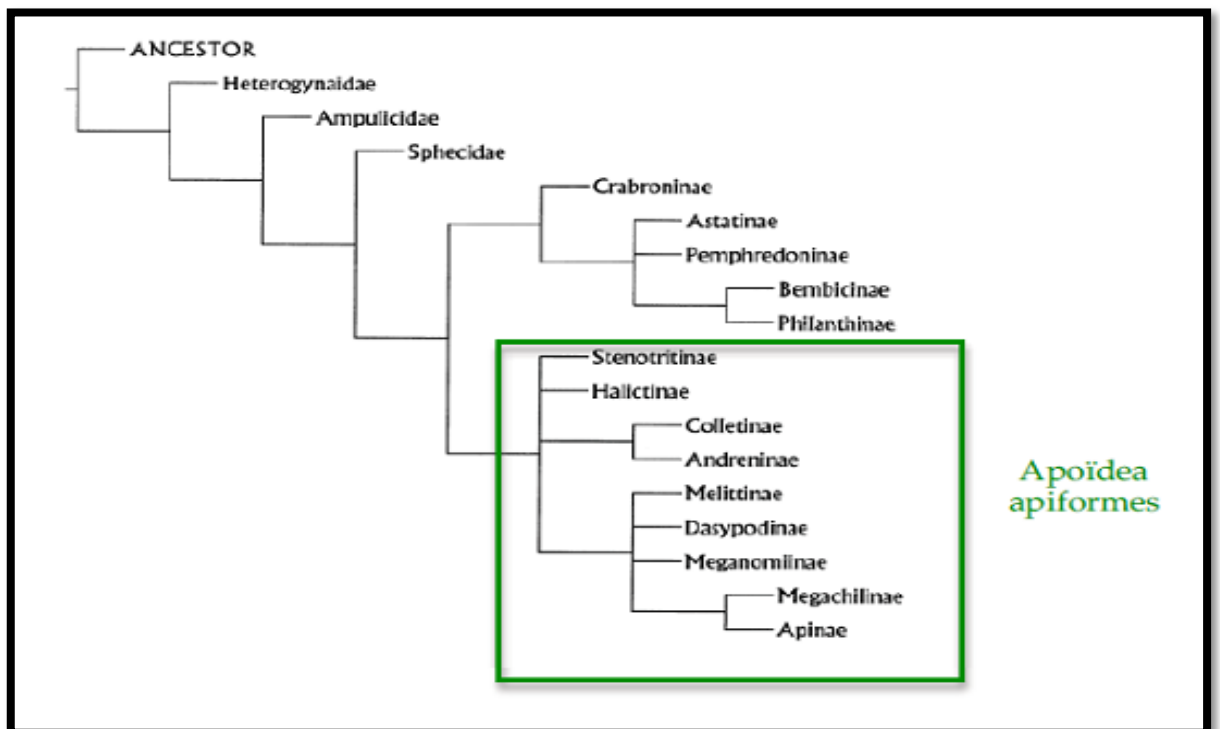 ANCESTOR
Heterogynaidae
Ampulicidae
Sphecidae
Crabroninae
Astatinae
Pemphredoninae
Bembicinae
Philanthinae
Stenotritinae
Halictinae
Colletinae
Andreninae
Melittinae
Dasypodinae
Meganomiinae
Megachilinae
Apinae
Apoïdea
apiformes